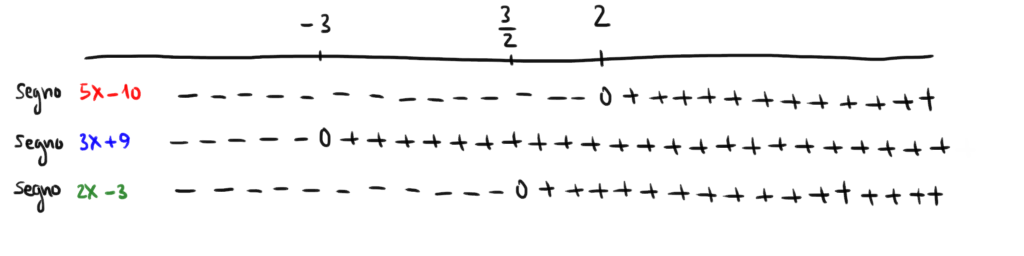 -3 3/2 2
Segno 5x-10 - - - - - - - - - - - - - - - - 0 + + + + + + + + + + + +
Segno 3x+9 - - - - - - 0 + + + + + + + + + + + + + + + + + + + + + + +
Segno 2x-3 - - - - - - - - - - - - - - 0 + + + + + + + + + + + + + + + +